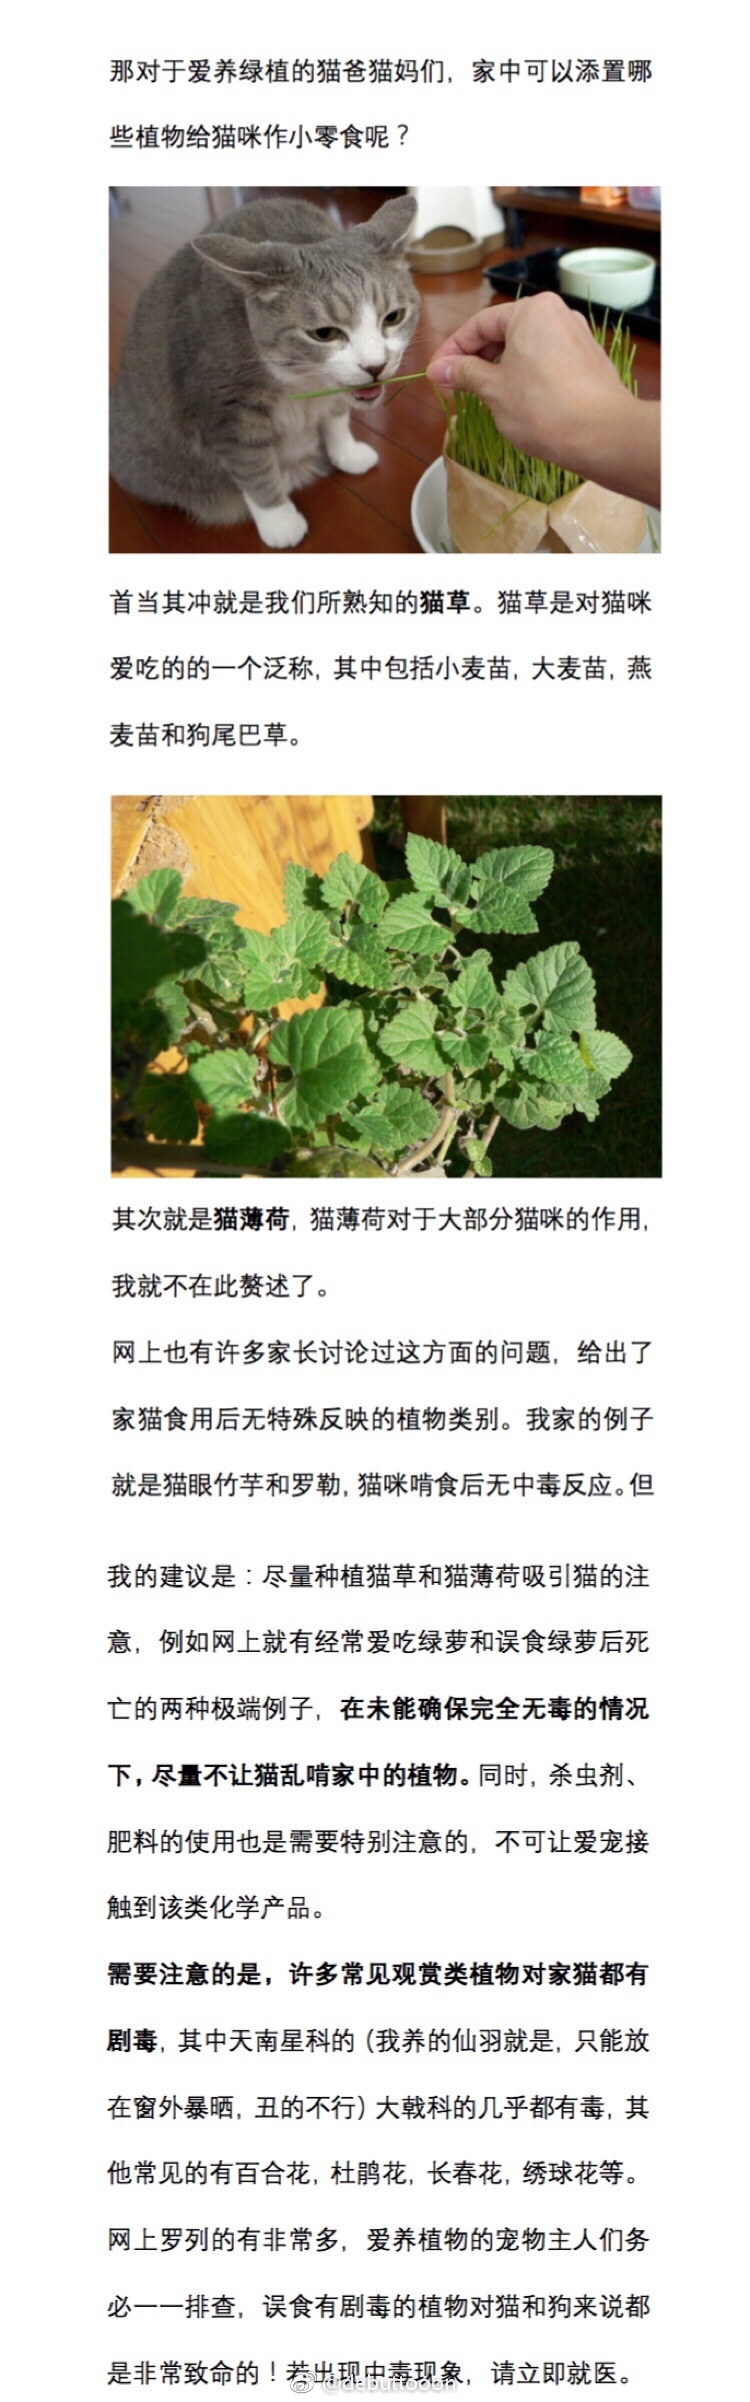 那对于爱养绿植的猫爸猫妈们，家中可以添置哪
些植物给猫咪作小零食呢？
首当其冲就是我们所熟知的猫草。猫草是对猫咪
爱吃的的一个泛称，其中包括小麦苗，大麦苗，燕
麦苗和狗尾巴草。
其次就是猫薄荷，猫薄荷对于大部分猫咪的作用，
我就不在此赘述了。
网上也有许多家长讨论过这方面的问题，给出了
家猫食用后无特殊反映的植物类别。我家的例子
就是猫眼竹芋和罗勒，猫咪啃食后无中毒反应。但
我的建议是：尽量种植猫草和猫薄荷吸引猫的注
意，例如网上就有经常爱吃绿萝和误食绿萝后死
亡的两种极端例子，在未能确保完全无毒的情况
下，尽量不让猫乱啃家中的植物。同时，杀虫剂、
肥料的使用也是需要特别注意的，不可让爱宠接
触到该类化学产品。
需要注意的是，许多常见观赏类植物对家猫都有
剧毒，其中天南星科的（我养的仙羽就是，只能放
在窗外暴晒，丑的不行）大戟科的几乎都有毒，其
他常见的有百合花，杜鹃花，长春花，绣球花等。
网上罗列的有非常多，爱养植物的宠物主人们务
必一一排查，误食有剧毒的植物对猫和狗来说都
是非常致命的！若出现中毒现象，请立即就医。
@debuttooon